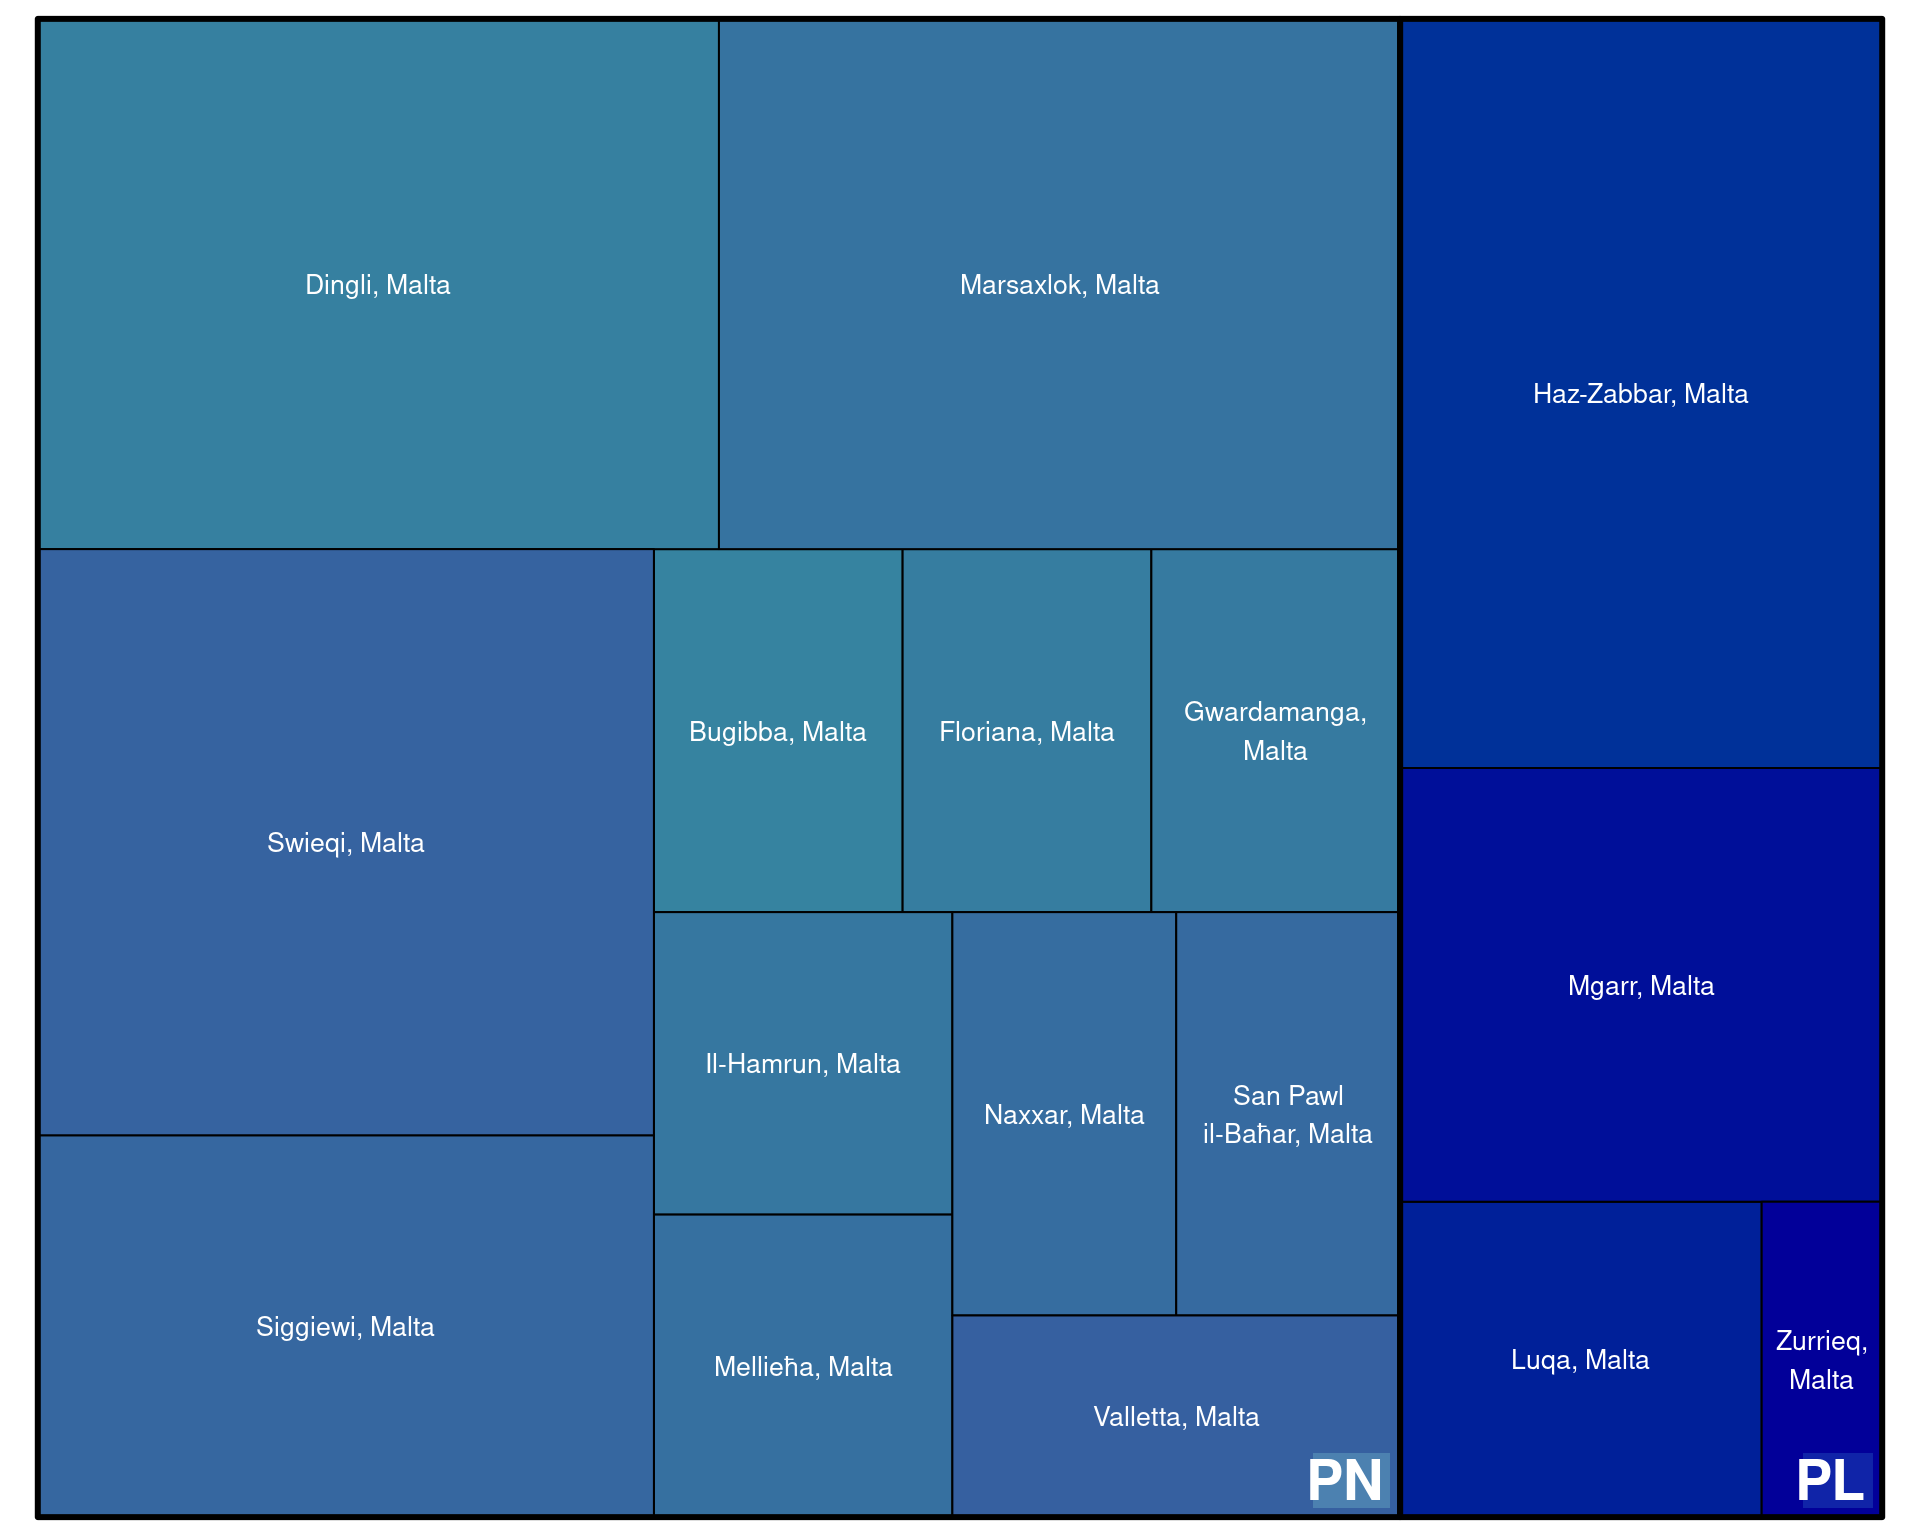 Dingli, Malta
Marsaxlok, Malta
Haz-Zabbar, Malta
Swieqi, Malta
Bugibba, Malta
Floriana, Malta
Gwardamanga,
Malta
Mgarr, Malta
Il-Hamrun, Malta
Naxxar, Malta
San Pawl
il-Baħar, Malta
Siggiewi, Malta
Mellieħa, Malta
Valletta, Malta
Luqa, Malta
Zurrieq,
Malta
PN
PL